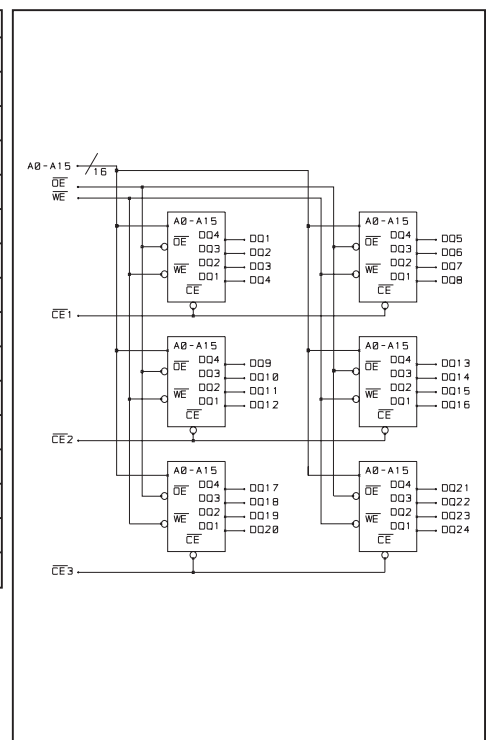 A0-A15
16
OE
WE
A0-A15
OE
WE
DQ4
DQ3
DQ2
DQ1
CE
DQ1
DQ2
DQ3
DQ4
A0-A15
OE
WE
DQ4
DQ3
DQ2
DQ1
CE
DQ5
DQ6
DQ7
DQ8
CE1
A0-A15
OE
WE
DQ4
DQ3
DQ2
DQ1
CE
DQ9
DQ10
DQ11
DQ12
A0-A15
OE
WE
DQ4
DQ3
DQ2
DQ1
CE
DQ13
DQ14
DQ15
DQ16
CE2
A0-A15
OE
WE
DQ4
DQ3
DQ2
DQ1
CE
DQ17
DQ18
DQ19
DQ20
A0-A15
OE
WE
DQ4
DQ3
DQ2
DQ1
CE
DQ21
DQ22
DQ23
DQ24
CE3